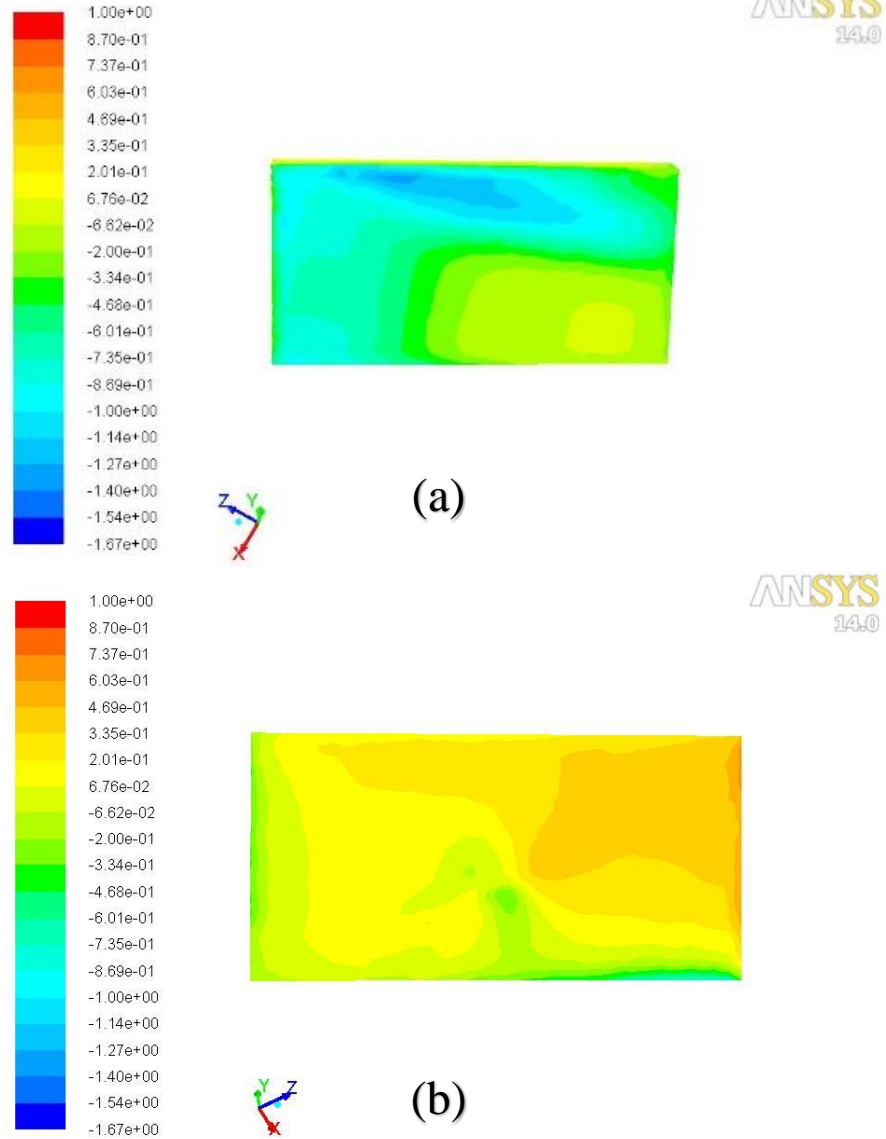 1.00e+00
ANSYS
8.70e-01
14.0
7.37e-01
6.03e-01
4.69e-01
3.35e-01
2.01e-01
6.76e-02
-6.62e-02
-2.00e-01
-3.34e-01
-4.68e-01
-6.01e-01
-7.35e-01
-8.69e-01
-1.00e+00
-1.14e+00
-1.27e+00
-1.40e+00
-1.54e+00
-1.67e+00
Z Y
X
(a)
1.00e+00
ANSYS
8.70e-01
14.0
7.37e-01
6.03e-01
4.69e-01
3.35e-01
2.01e-01
6.76e-02
-6.62e-02
-2.00e-01
-3.34e-01
-4.68e-01
-6.01e-01
-7.35e-01
-8.69e-01
-1.00e+00
-1.14e+00
-1.27e+00
-1.40e+00
-1.54e+00
-1.67e+00
Y Z
X
(b)